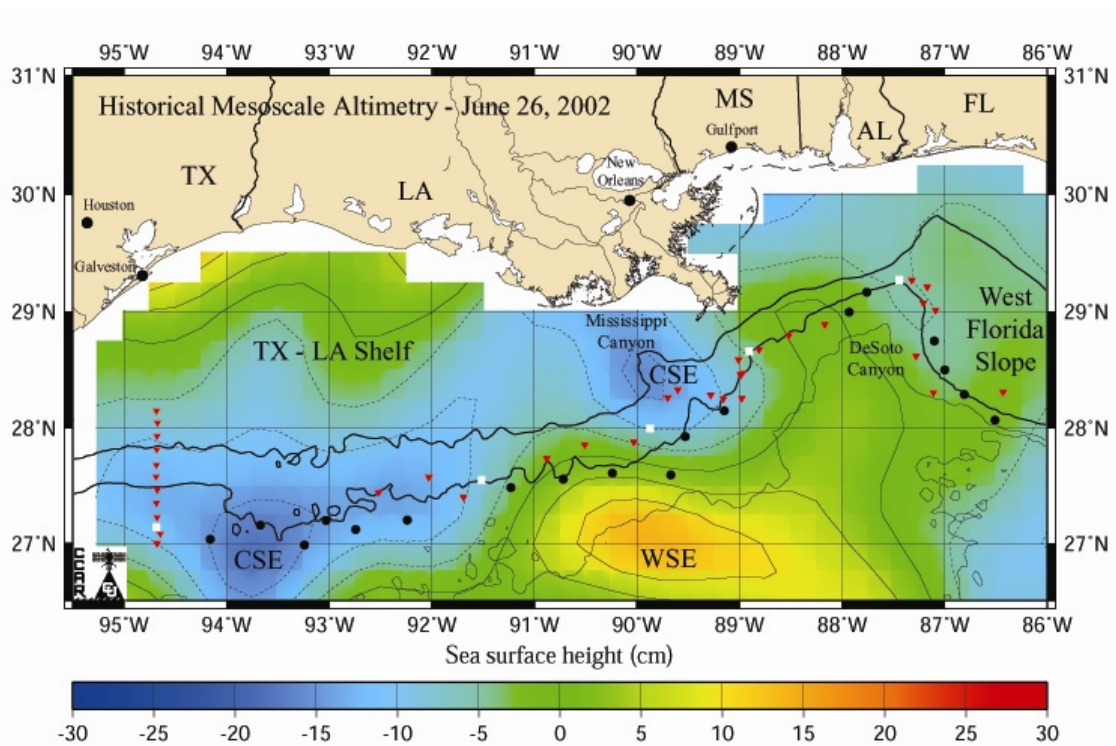 95°W 94°W 93°W 92°W 91°W 90°W 89°W 88°W 87°W 86°W
31°N 31°N
Historical Mesoscale Altimetry - June 26, 2002
MS
FL
Gulfport
AL
TX
New
Orleans
LA
30°N 30°N
Houston
Galveston
29°N 29°N
Mississippi
Canyon
West
Florida
Slope
TX - LA Shelf
DeSoto
Canyon
CSE
28°N 28°N
27°N 27°N
CSE
WSE
CCAR
CU
95°W 94°W 93°W 92°W 91°W 90°W 89°W 88°W 87°W 86°W
Sea surface height (cm)
-30 -25 -20 -15 -10 -5 0 5 10 15 20 25 30